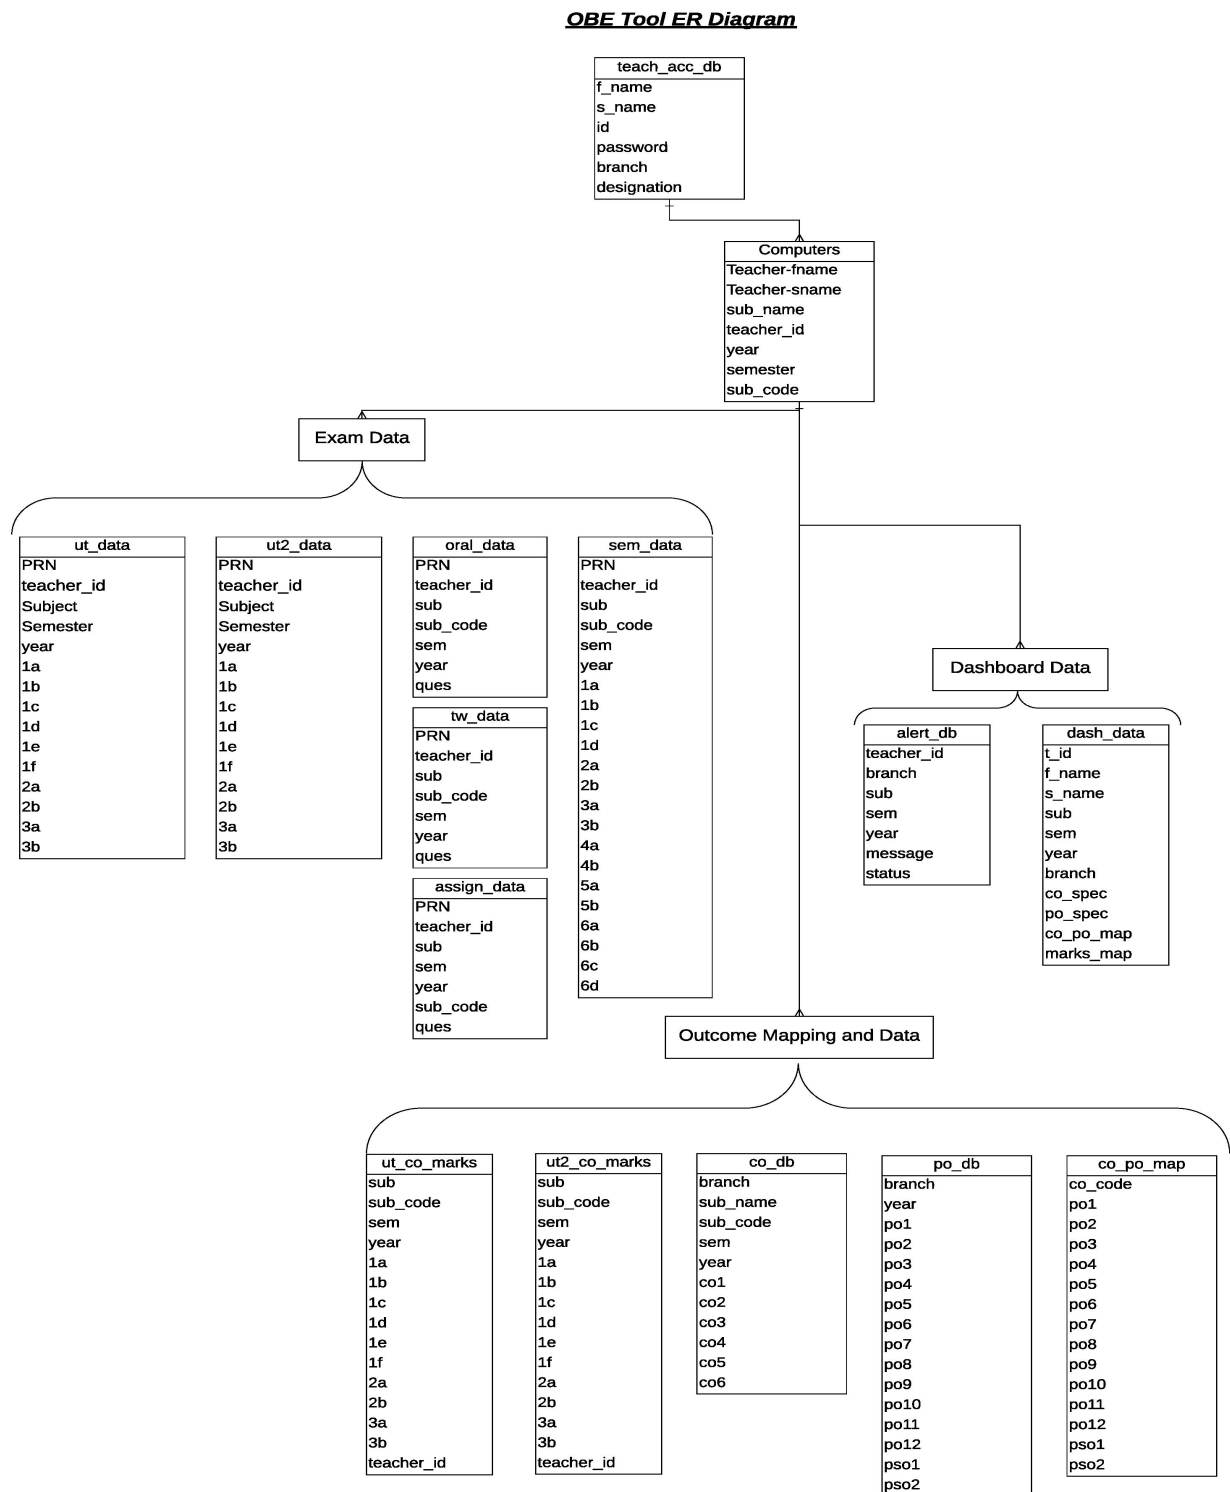 OBE Tool ER Diagram
teach_acc_db
f_name
s_name
id
password
branch
designation
Computers
Teacher-fname
Teacher-sname
sub_name
teacher_id
year
semester
sub_code
Exam Data
ut_data
PRN
teacher_id
Subject
Semester
year
1a
1b
1c
1d
1e
1f
2a
2b
3a
3b
ut2_data
PRN
teacher_id
Subject
Semester
year
1a
1b
1c
1d
1e
1f
2a
2b
3a
3b
oral_data
PRN
teacher_id
sub
sub_code
sem
year
ques
tw_data
PRN
teacher_id
sub
sub_code
sem
year
ques
assign_data
PRN
teacher_id
sub
sem
year
sub_code
ques
sem_data
PRN
teacher_id
sub
sub_code
sem
year
1a
1b
1c
1d
2a
2b
3a
3b
4a
4b
5a
5b
6a
6b
6c
6d
Dashboard Data
alert_db
teacher_id
branch
sub
sem
year
message
status
dash_data
t_id
f_name
s_name
sub
sem
year
branch
co_spec
po_spec
co_po_map
marks_map
Outcome Mapping and Data
ut_co_marks
sub
sub_code
sem
year
1a
1b
1c
1d
1e
1f
2a
2b
3a
3b
teacher_id
ut2_co_marks
sub
sub_code
sem
year
1a
1b
1c
1d
1e
1f
2a
2b
3a
3b
teacher_id
co_db
branch
sub_name
sub_code
sem
year
co1
co2
co3
co4
co5
co6
po_db
branch
year
po1
po2
po3
po4
po5
po6
po7
po8
po9
po10
po11
po12
pso1
pso2
co_po_map
co_code
po1
po2
po3
po4
po5
po6
po7
po8
po9
po10
po11
po12
pso1
pso2